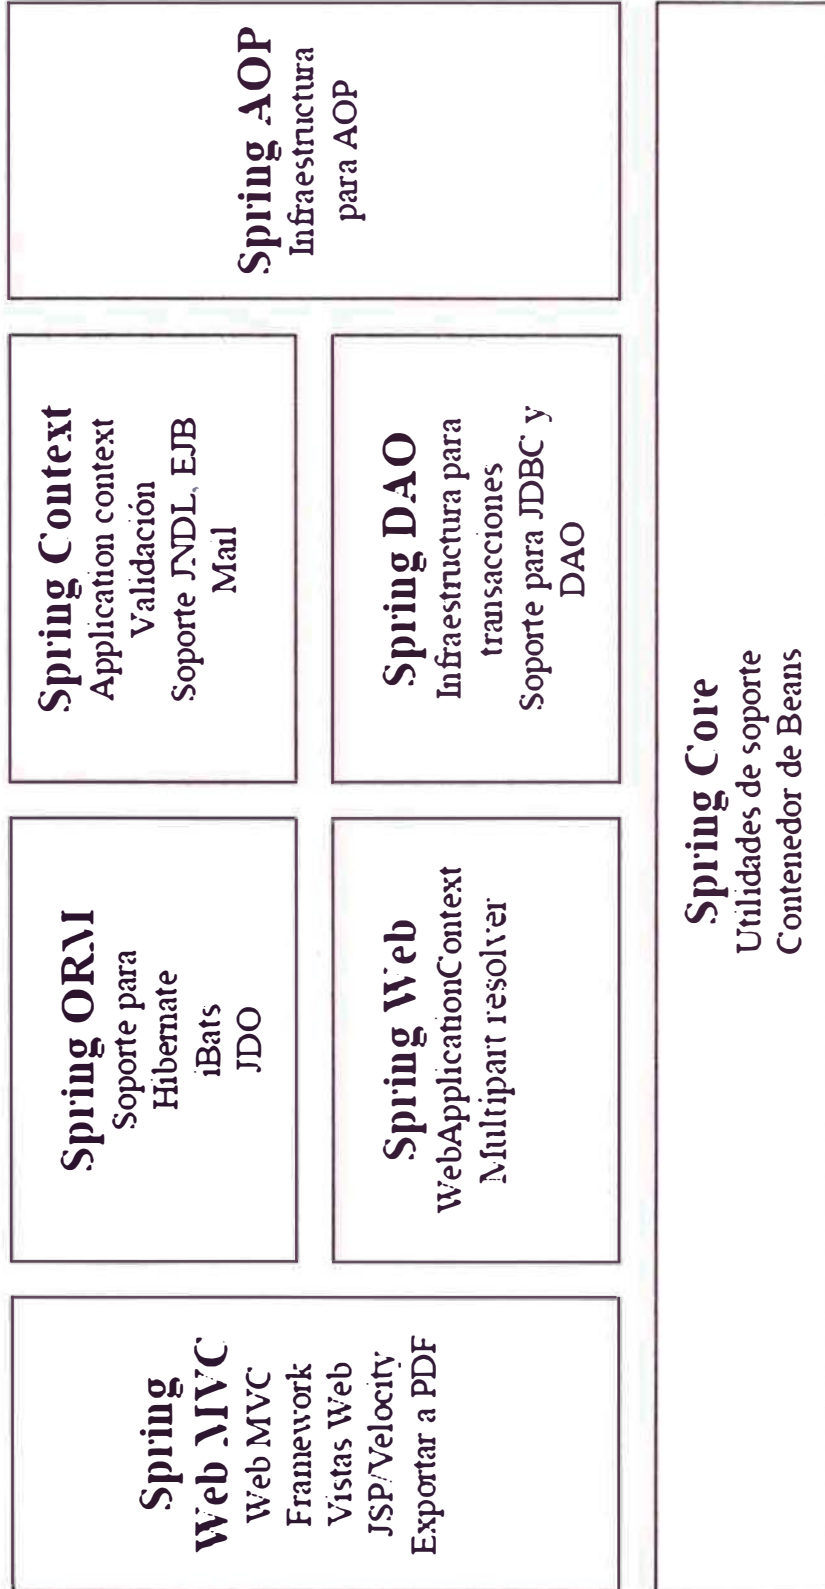 Spring
Web MVC
Web MVC
Framework
Vistas Web
JSP/Velocity
Exportar a PDF
Spring ORM
Soporte para
Hibernate
iBats
JDO
Spring Web
WebApplicationContext
Multipart resolver
Spring Context
Application context
Validación
Soporte JNDL, EJB
Mail
Spring DAO
Infraestructura para
transacciones
Soporte para JDBC y
DAO
Spring AOP
Infraestructura
para AOP
Spring Core
Utilidades de soporte
Contenedor de Beans